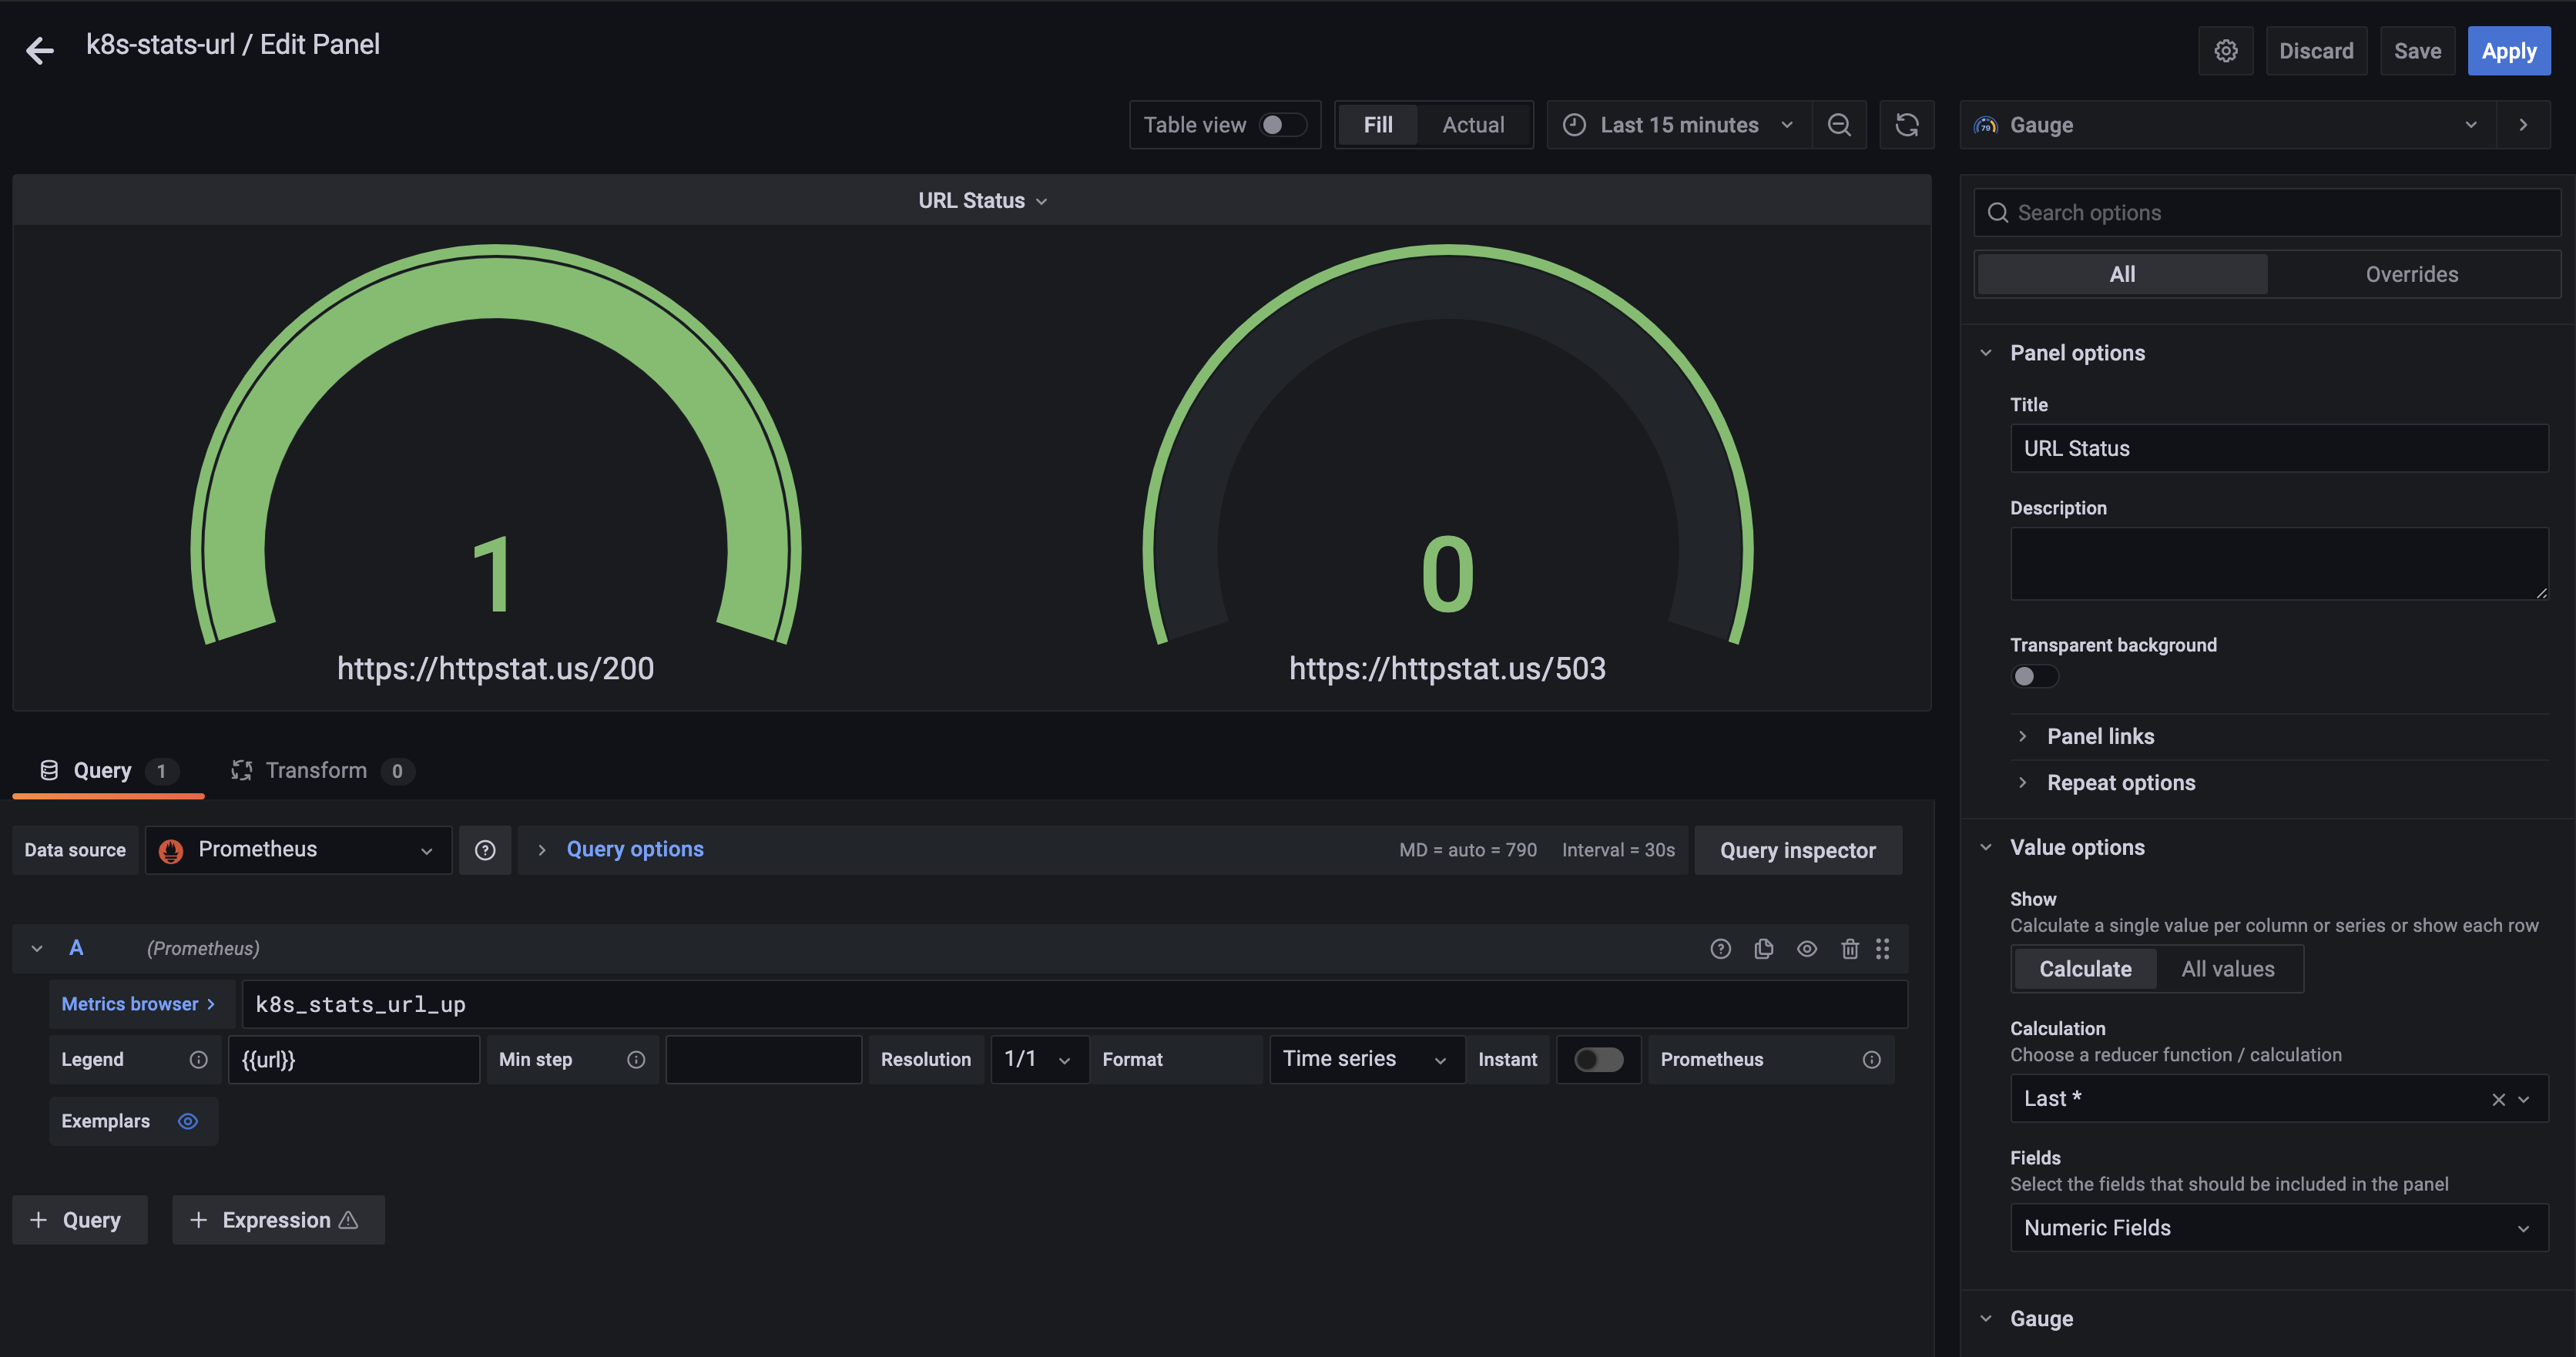 k8s-stats-url / Edit Panel
Discard
Save
Apply
Table view
Fill
Actual
Last 15 minutes
79
Gauge
URL Status
1
https://httpstat.us/200
0
https://httpstat.us/503
Search options
All
Overrides
Panel options
Title
URL Status
Description
Transparent background
Panel links
Repeat options
Value options
Show
Calculate a single value per column or series or show each row
Calculate
All values
Calculation
Choose a reducer function / calculation
Last *
Fields
Select the fields that should be included in the panel
Numeric Fields
Gauge
Query 1
Transform 0
Data source
Prometheus
Query options
MD = auto = 790
Interval = 30s
Query inspector
A
(Prometheus)
Metrics browser >
k8s_stats_url_up
Legend
{{url}}
Min step
Resolution
1/1
Format
Time series
Instant
Prometheus
Exemplars
+ Query
+ Expression